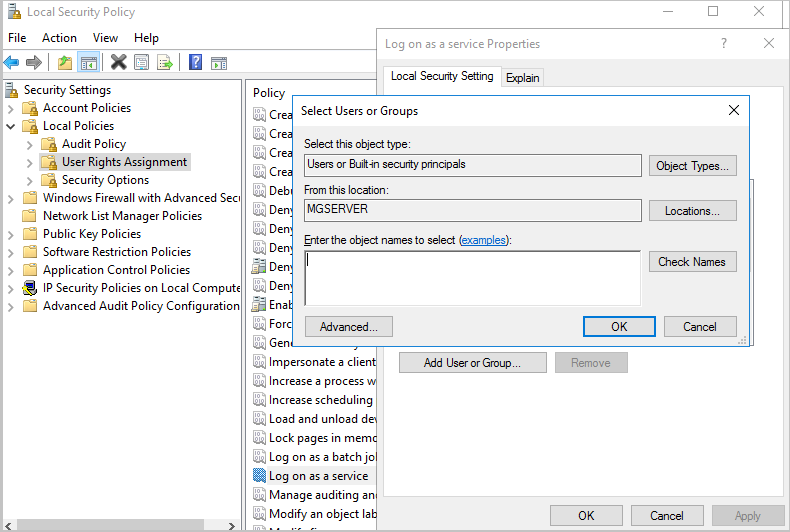 Local Security Policy
File Action View Help
Security Settings
Account Policies
Local Policies
Audit Policy
User Rights Assignment
Security Options
Windows Firewall with Advanced Secu
Network List Manager Policies
Public Key Policies
Software Restriction Policies
Application Control Policies
IP Security Policies on Local Compute
Advanced Audit Policy Configuration
Policy
Crea
Crea
Crea
Crea
Debu
Deny
Deny
Deny
Deny
Deny
Enab
Forc
Gene
Impersonate a client
Increase a process w
Increase scheduling
Load and unload dev
Lock pages in memo
Log on as a batch jol
Log on as a service
Manage auditing and
Modify an object lab
Log on as a service Properties
?
Local Security Setting Explain
Select Users or Groups
Select this object type:
Users or Built-in security principals
Object Types...
From this location:
MGSERVER
Locations...
Enter the object names to select (examples):
Check Names
Advanced...
OK Cancel
Add User or Group... Remove
OK Cancel Apply